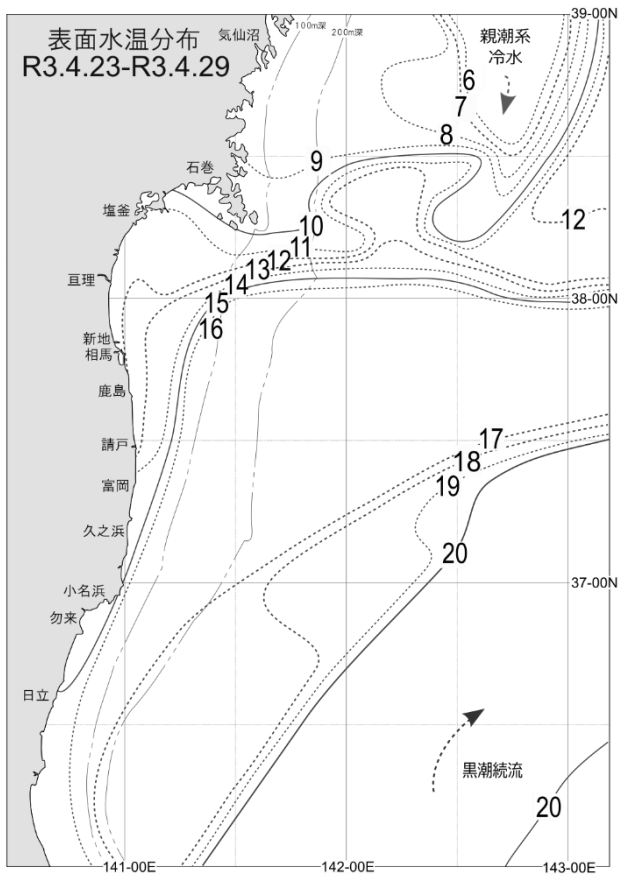 表面水温分布
R3.4.23-R3.4.29
気仙沼
100m深
200m深
39-00N
親潮系
冷水
6
7
8
石巻
9
塩釜
10
12
11
12
13
亘理
14
38-00N
15
16
新地
相馬
鹿島
17
請戸
18
富岡
19
久之浜
20
37-00N
小名浜
勿来
日立
黒潮続流
20
141-00E
142-00E
143-00E